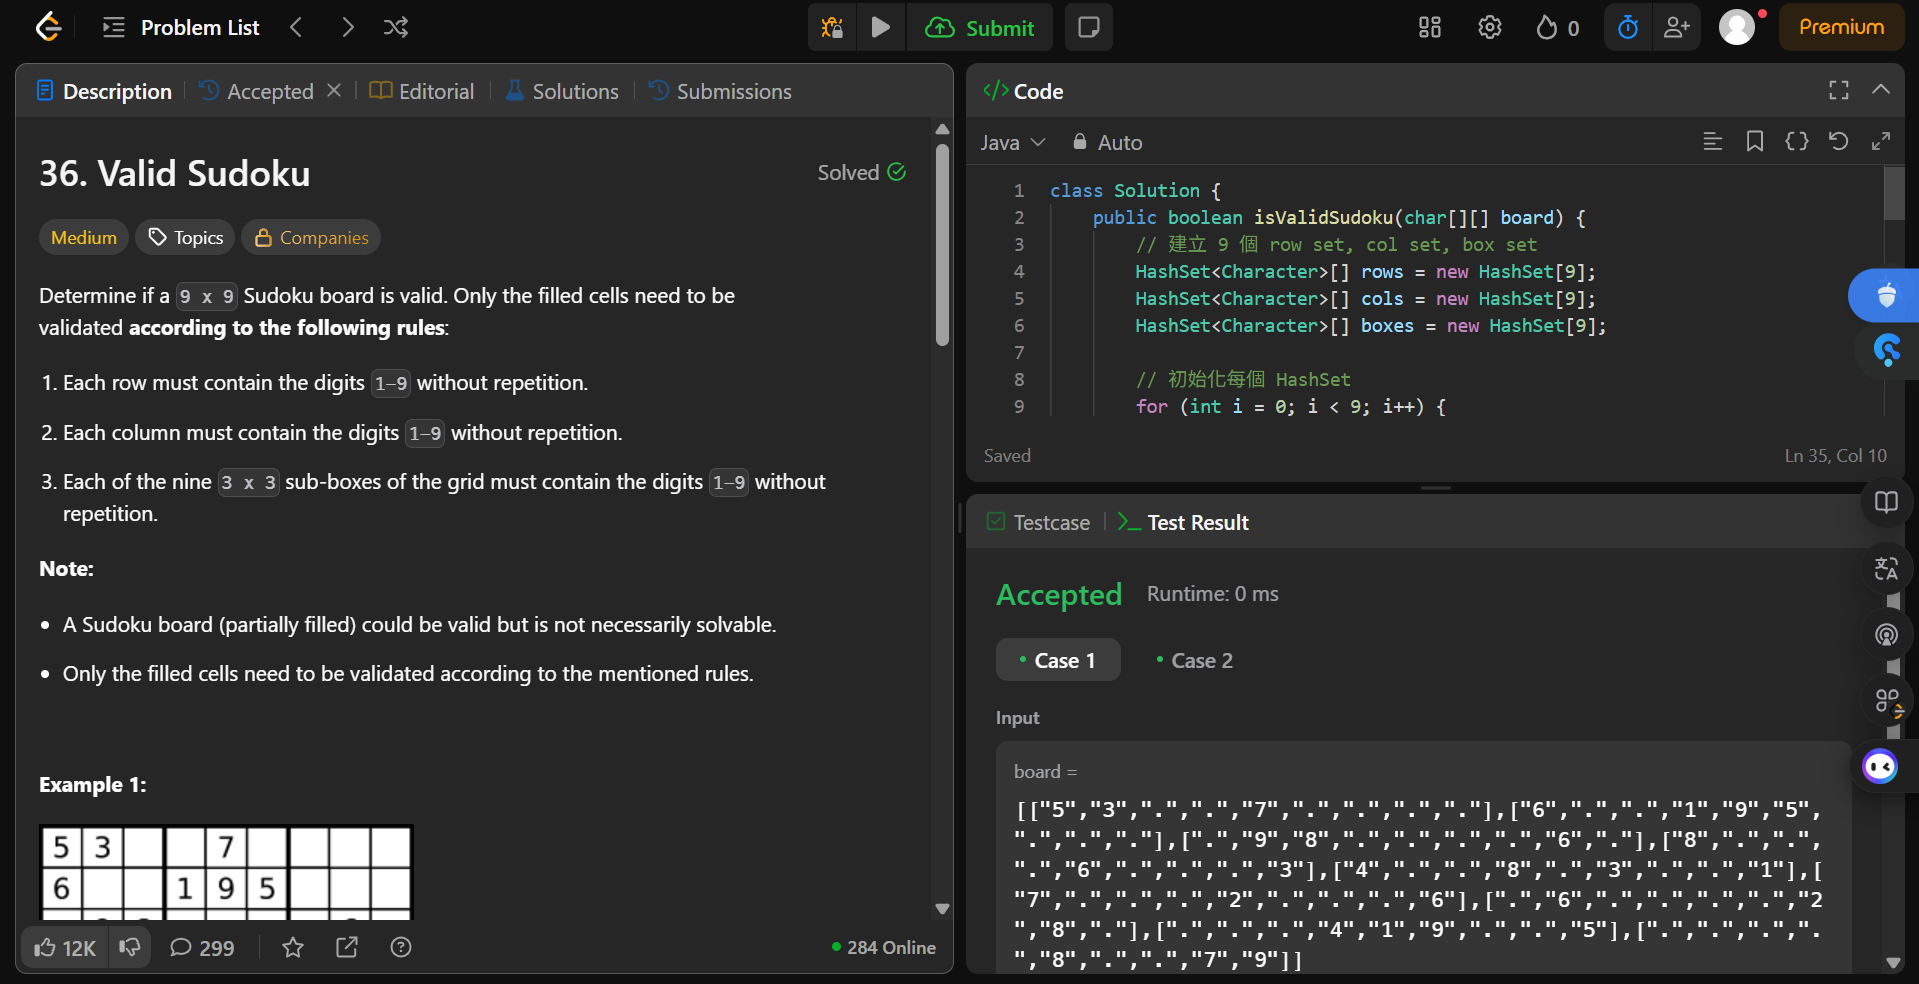 Problem List
Submit
0
Premium
Description
Accepted
Editorial
Solutions
Submissions
36. Valid Sudoku
Solved
Medium
Topics
Companies
Determine if a 9 x 9 Sudoku board is valid. Only the filled cells need to be
validated according to the following rules:
1. Each row must contain the digits 1-9 without repetition.
2. Each column must contain the digits 1-9 without repetition.
3. Each of the nine 3 x 3 sub-boxes of the grid must contain the digits 1-9 without
repetition.
Note:
• A Sudoku board (partially filled) could be valid but is not necessarily solvable.
• Only the filled cells need to be validated according to the mentioned rules.
Example 1:
5 3 7
6 1 9 5
12K
299
284 Online
</> Code
Java
Auto
1 class Solution {
2 public boolean isValidSudoku(char[][] board) {
3 // 建立 9 個 row set, col set, box set
4 HashSet<Character>[] rows = new HashSet[9];
5 HashSet<Character>[] cols = new HashSet[9];
6 HashSet<Character>[] boxes = new HashSet[9];
7
8 // 初始化每個 HashSet
9 for (int i = 0; i < 9; i++) {
Saved
Ln 35, Col 10
Testcase
Test Result
Accepted
Runtime: 0 ms
• Case 1
• Case 2
Input
board =
[["5","3",".",".","7",".",".",".","."],["6",".",".","1","9","5",
".",".","."],[".","9","8",".",".",".",".","6","."],["8",".",".",
".","6",".",".",".","3"],["4",".",".","8",".","3",".",".","1"],[
"7",".",".",".","2",".",".",".","6"],[".","6",".",".",".",".","2
","8","."],[".",".",".","4","1","9",".",".","5"],[".",".",".",".
","8",".",".","7","9"]]